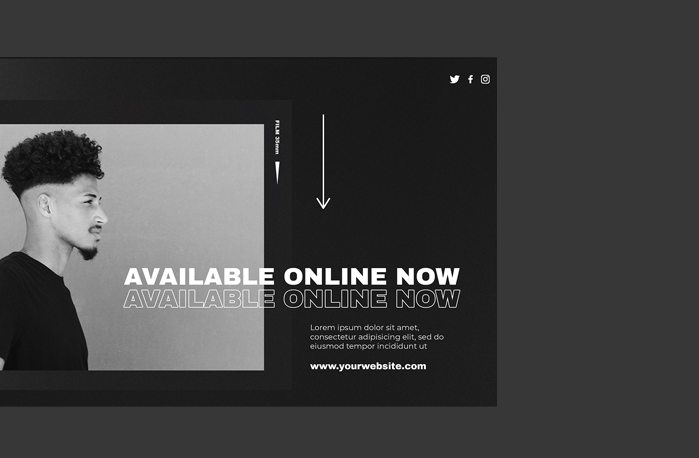 FILM 35mm
AVAILABLE ONLINE NOW
AVAILABLE ONLINE NOW
Lorem ipsum dolor sit amet,
consectetur adipisicing elit, sed do
eiusmod tempor incididunt ut
www.yourwebsite.com